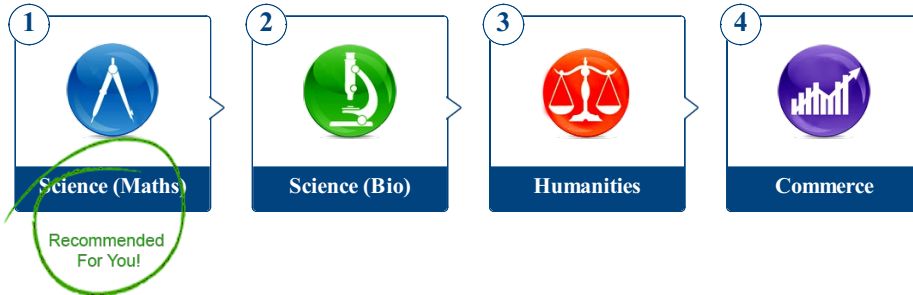 1
2
3
4
Science (Maths)
Science (Bio)
Humanities
Commerce
Recommended
For You!